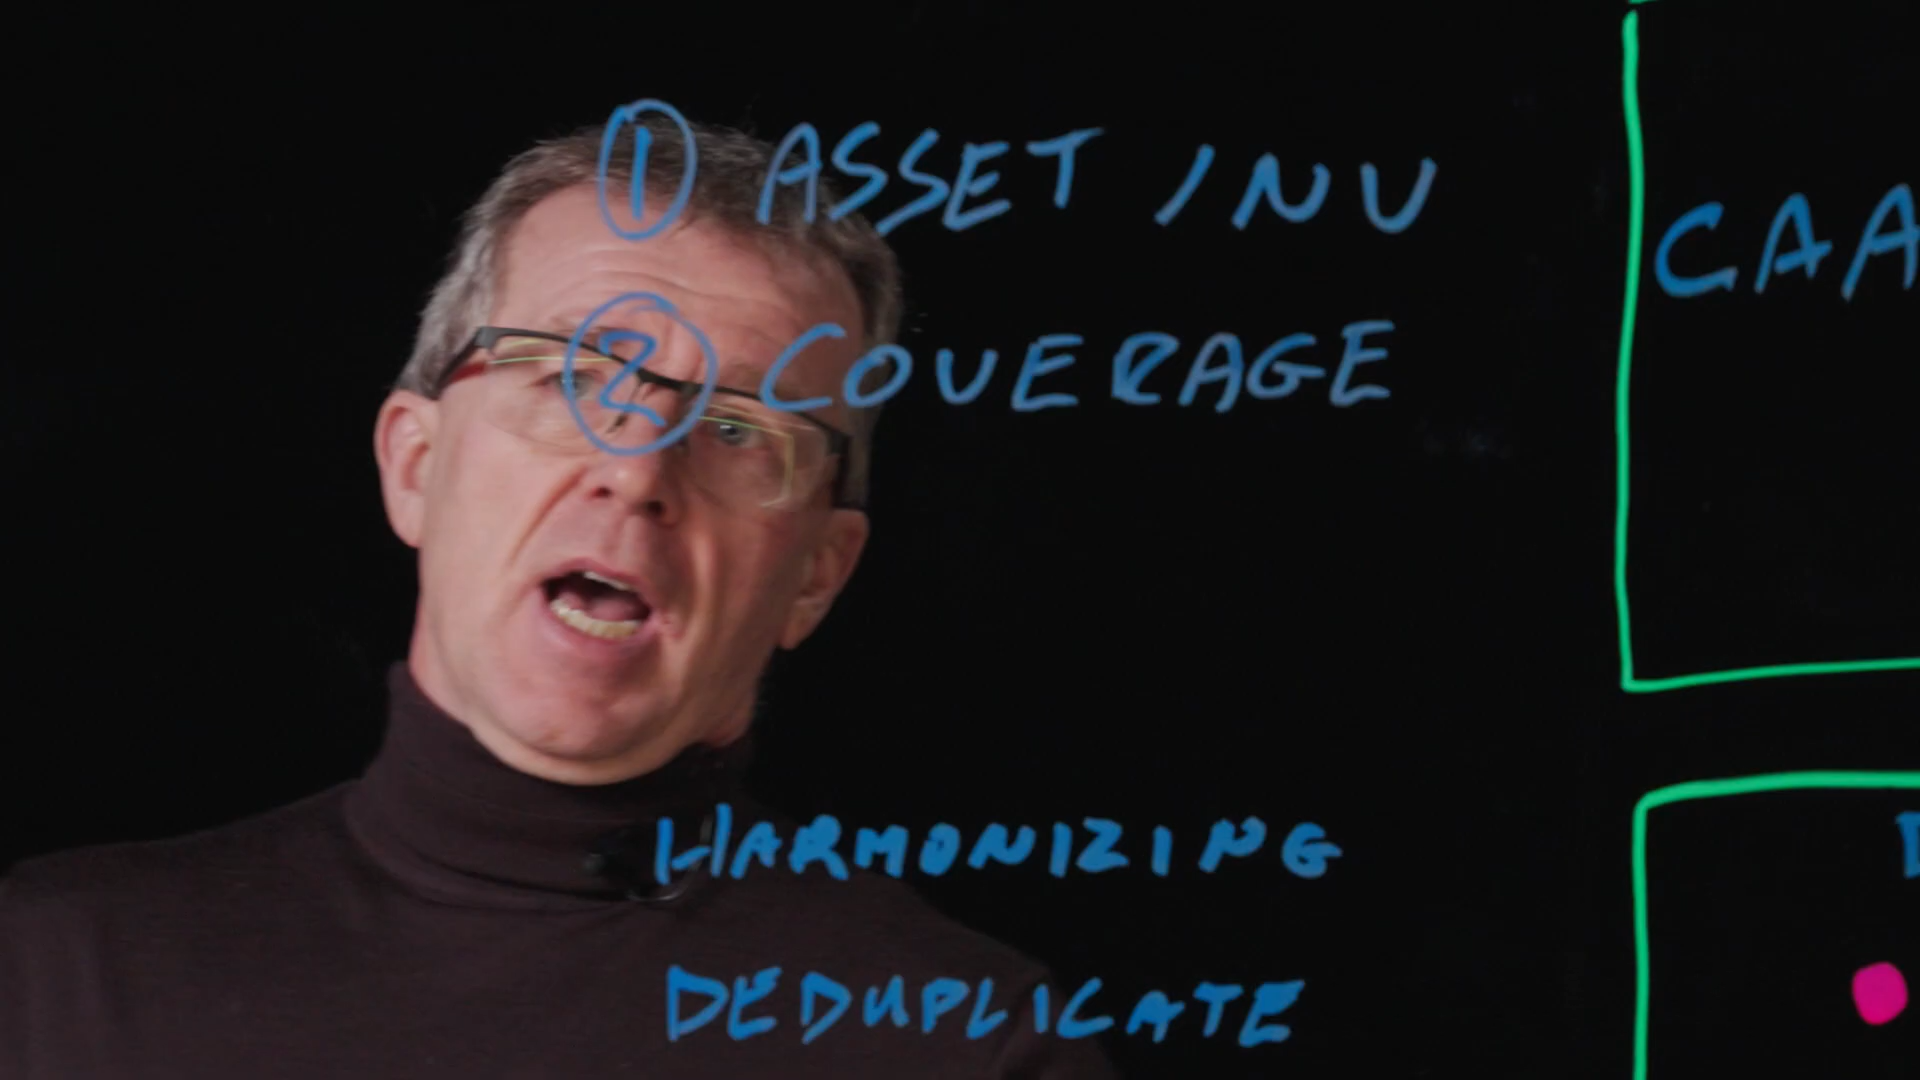 ① ASSET INV
② COVERAGE
CAA
HARMONIZING
DEDUPLICATE